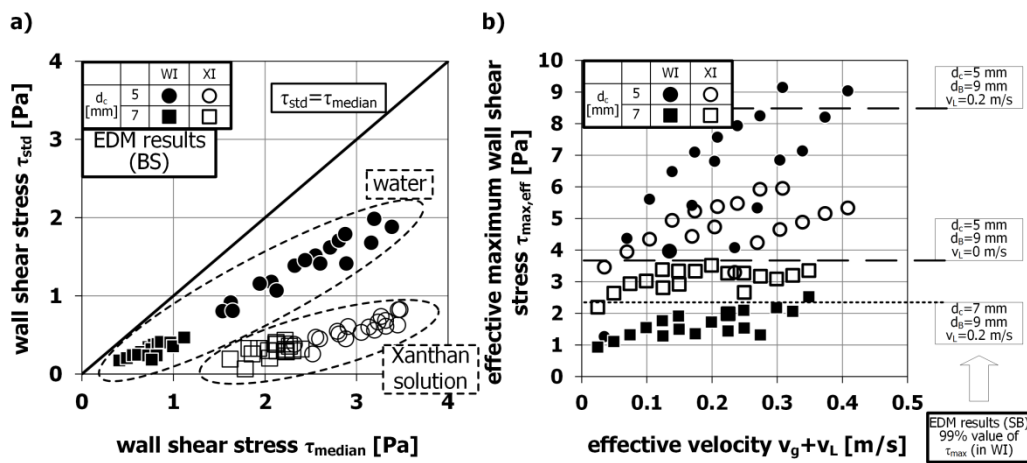 a)
wall shear stress τstd [Pa]
4
3
2
1
0
0 1 2 3 4
wall shear stress τmedian [Pa]
WI XI
dc [mm] 5
7
EDM results
(BS)
τstd=τmedian
water
Xanthan
solution
b)
effective maximum wall shear
stress τmax,eff [Pa]
10
9
8
7
6
5
4
3
2
1
0
0 0.1 0.2 0.3 0.4 0.5
effective velocity vg+vL [m/s]
WI XI
dc [mm] 5
7
dc=5 mm
dB=9 mm
vL=0.2 m/s
dc=5 mm
dB=9 mm
vL=0 m/s
dc=7 mm
dB=9 mm
vL=0.2 m/s
EDM results (SB)
99% value of
τmax (in WI)